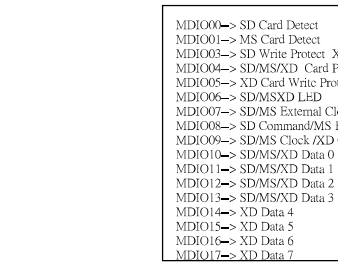 MDIO00--> SD Card Detect
MDIO01--> MS Card Detect
MDIO03--> SD Write Protect X
MDIO04--> SD/MS/XD Card P
MDIO05--> XD Card Write Prot
MDIO06--> SD/MSXD LED
MDIO07--> SD/MS External Clo
MDIO08--> SD Command/MS
MDIO09--> SD/MS Clock /XD
MDIO10--> SD/MS/XD Data 0
MDIO11--> SD/MS/XD Data 1
MDIO12--> SD/MS/XD Data 2
MDIO13--> SD/MS/XD Data 3
MDIO14--> XD Data 4
MDIO15--> XD Data 5
MDIO16--> XD Data 6
MDIO17--> XD Data 7